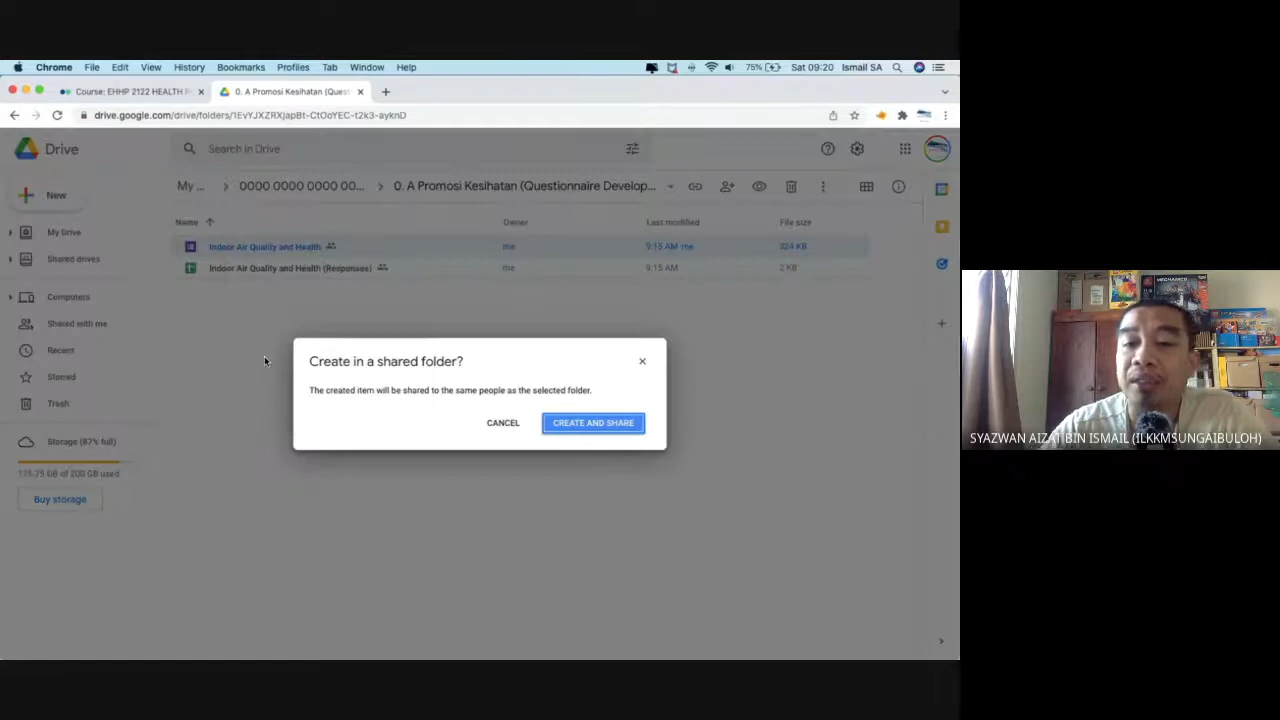 Chrome File Edit View History Bookmarks Profiles Tab Window Help 75% Sat 09:20 Ismail SA
Course: EHHP 2122 HEALTH P
0. A Promosi Kesihatan (Quest
drive.google.com/drive/folders/1EvYJXZRXjapBt-CtOoYEC-t2k3-ayknD
Drive
Search in Drive
New
My ... > 0000 0000 0000 00... > 0. A Promosi Kesihatan (Questionnaire Develop...
Name Owner Last modified File size
My Drive
Indoor Air Quality and Health me 9:15 AM me 324 KB
Shared drives
Indoor Air Quality and Health (Responses) me 9:15 AM 2 KB
Computers
Shared with me
Recent
Starred
Trash
Storage (87% full)
175.75 GB of 200 GB used
Buy storage
Create in a shared folder?
The created item will be shared to the same people as the selected folder.
CANCEL CREATE AND SHARE
MECHANICS
SYAZWAN AIZAT BIN ISMAIL (ILKKMSUNGAIBULOH)